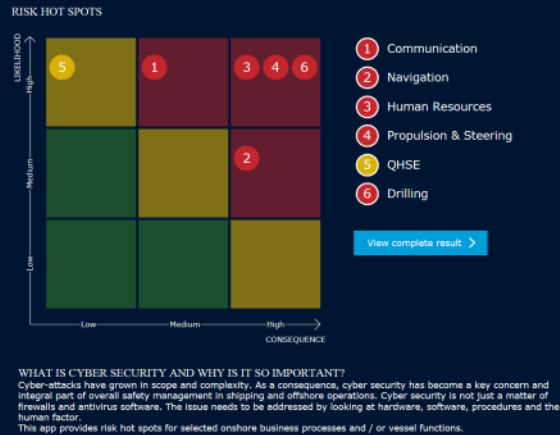 RISK HOT SPOTS
LIKELIHOOD
High
Medium
Low
5
1
3 4 6
2
Low Medium High
CONSEQUENCE
1 Communication
2 Navigation
3 Human Resources
4 Propulsion & Steering
5 QHSE
6 Drilling
View complete result
WHAT IS CYBER SECURITY AND WHY IS IT SO IMPORTANT?
Cyber-attacks have grown in scope and complexity. As a consequence, cyber security has become a key concern and
integral part of overall safety management in shipping and offshore operations. Cyber security is not just a matter of
firewalls and antivirus software. The issue needs to be addressed by looking at hardware, software, procedures and the
human factor.
This app provides risk hot spots for selected onshore business processes and / or vessel functions.